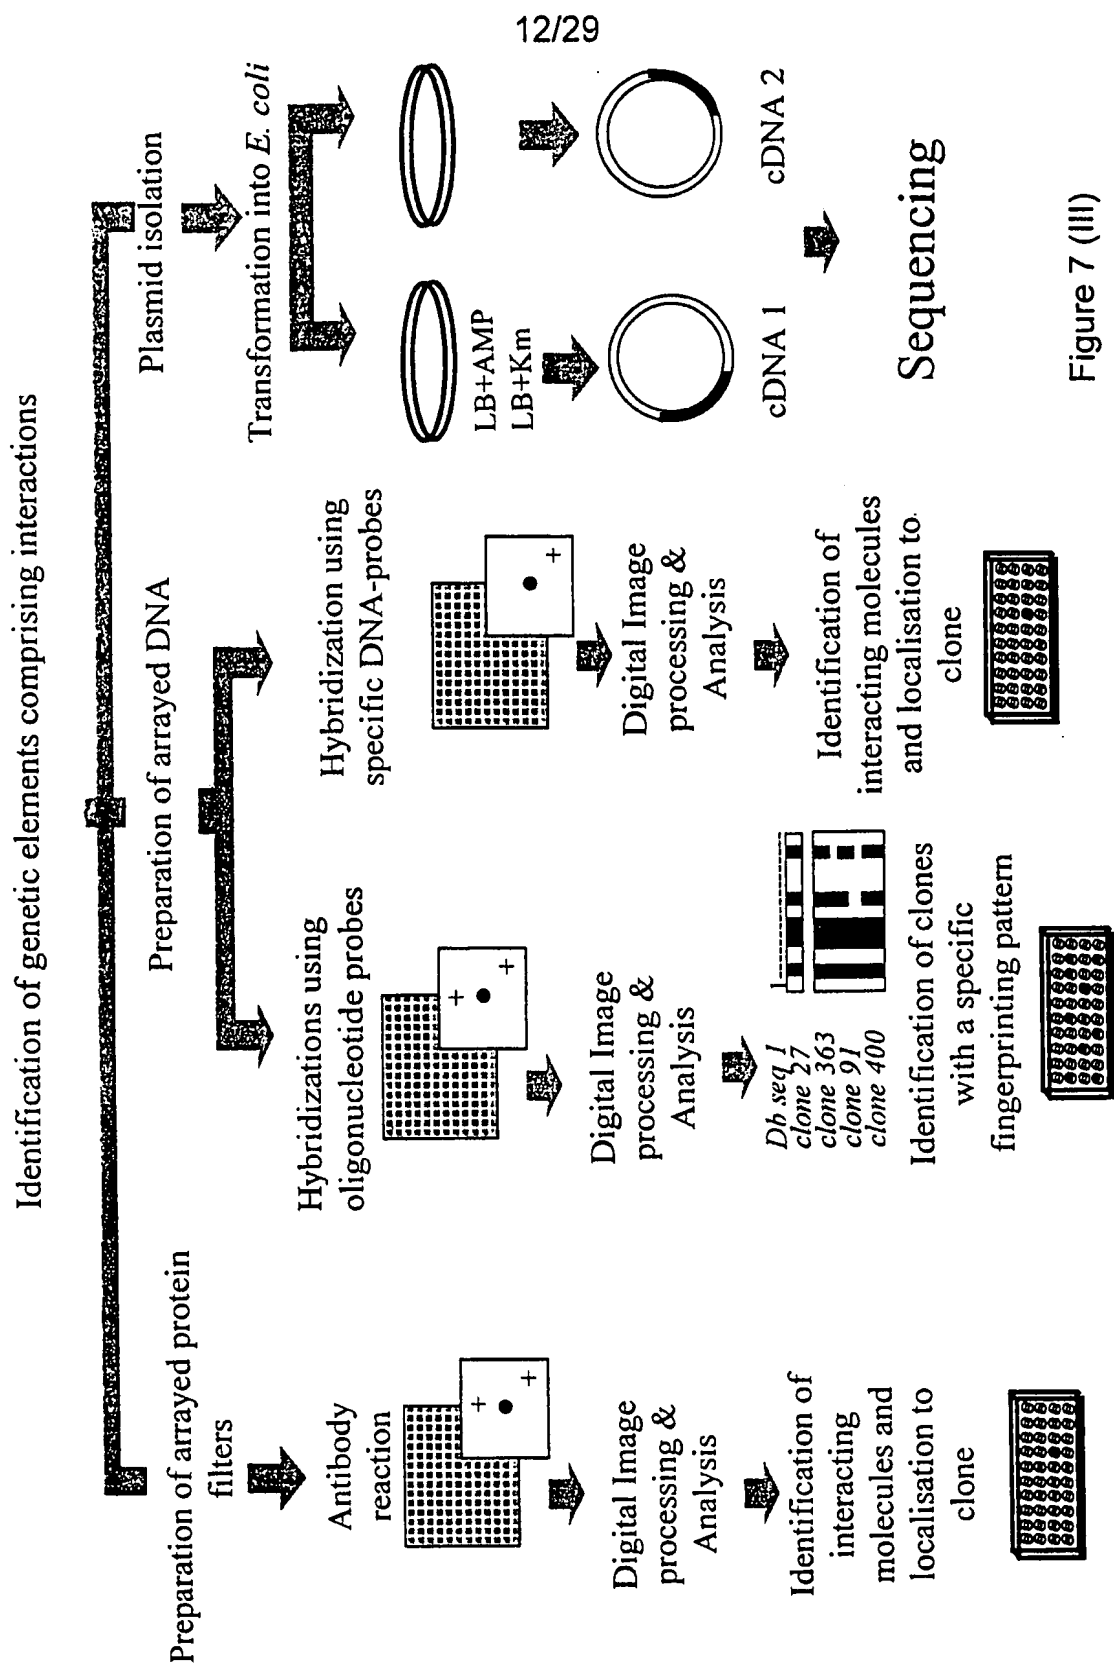 12/29
Identification of genetic elements comprising interactions
Preparation of arrayed protein
filters
Antibody
reaction
Digital Image
processing &
Analysis
Identification of
interacting
molecules and
localisation to
clone
Preparation of arrayed DNA
Hybridizations using
oligonucleotide probes
Digital Image
processing &
Analysis
1
Db seq 1
clone 27
clone 363
clone 91
clone 400
Identification of clones
with a specific
fingerprinting pattern
Hybridization using
specific DNA-probes
Digital Image
processing &
Analysis
Identification of
interacting molecules
and localisation to
clone
Plasmid isolation
Transformation into E. coli
LB+AMP
LB+Km
cDNA 1
cDNA 2
Sequencing
Figure 7 (III)